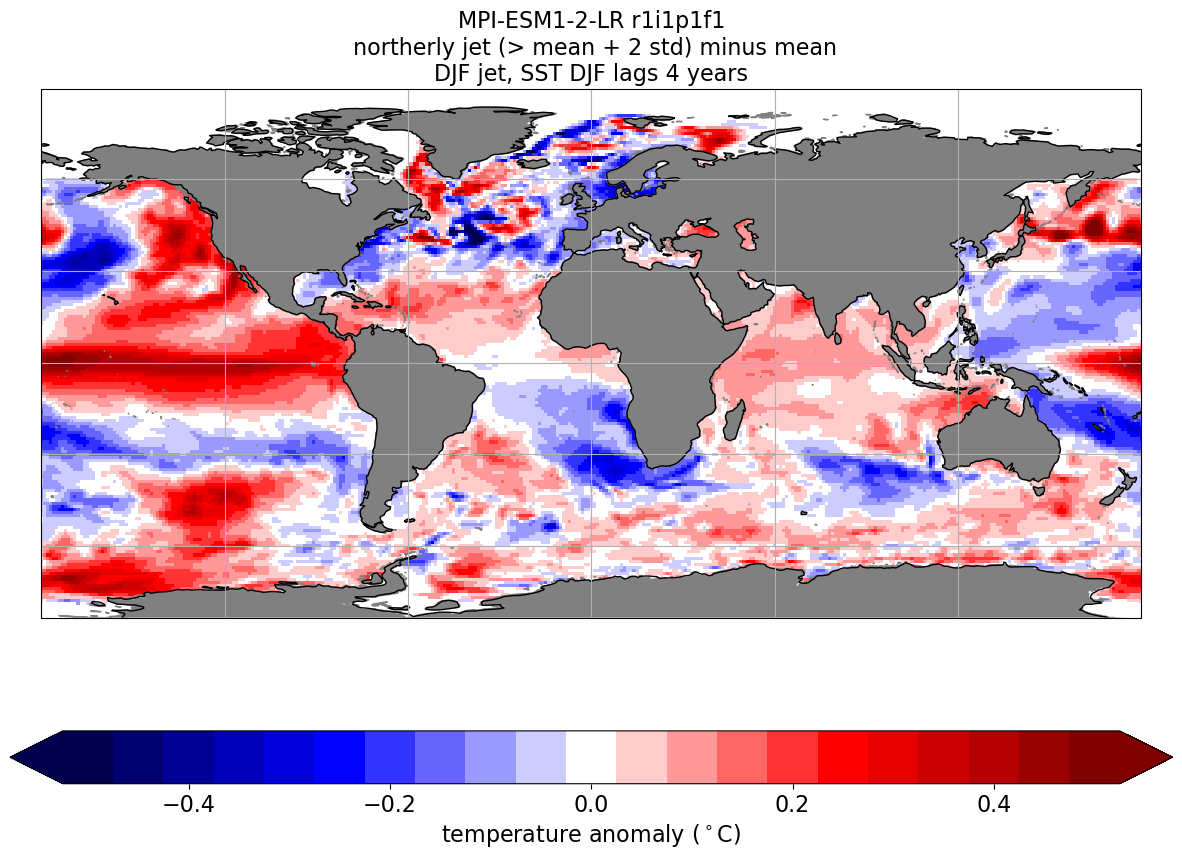 MPI-ESM1-2-LR r1i1p1f1
northerly jet (> mean + 2 std) minus mean
DJF jet, SST DJF lags 4 years
−0.4 −0.2 0.0 0.2 0.4
temperature anomaly (°C)